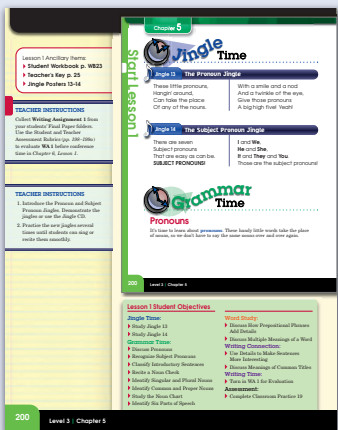 Lesson 1 Ancillary Items:
Student Workbook p. WB23
Teacher's Key p. 25
Jingle Posters 13-14
TEACHER INSTRUCTIONS
Collect Writing Assignment 1 from
your students' Final Paper folders.
Use the Student and Teacher
to evaluate WA 1 before conference
time in Chapter 6, Lesson 1.
TEACHER INSTRUCTIONS
1. Introduce the Pronoun and Subject
Pronoun Jingles. Demonstrate the
jingles or use the Jingle CD.
2. Practice the new jingles several
times until students can sing or
recite them smoothly.
Start Lesson 1
Chapter 5
Jingle Time
Jingle 13 The Pronoun Jingle
These little pronouns,
Hangin' around,
Can take the place
Of any of the nouns.
With a smile and a nod
And a twinkle of the eye,
Give those pronouns
A big high five! Yeah!
Jingle 14 The Subject Pronoun Jingle
There are seven
Subject pronouns
That are easy as can be.
SUBJECT PRONOUNS!
I and We,
He and She,
It and They and You.
Those are the subject pronouns!
Grammar Time
Pronouns
It's time to learn about pronouns. These handy little words take the place
of nouns, so we don't have to say the same nouns over and over again.
200 Level 3 | Chapter 5
Lesson 1 Student Objectives
Jingle Time:
Study Jingle 13
Study Jingle 14
Grammar Time:
Discuss Pronouns
Recognize Subject Pronouns
Classify Introductory Sentences
Recite a Noun Check
Identify Singular and Plural Nouns
Identify Common and Proper Nouns
Study the Noun Chart
Identify Six Parts of Speech
Word Study:
Discuss How Prepositional Phrases
Add Details
Discuss Multiple Meanings of a Word
Writing Connection:
Use Details to Make Sentences
More Interesting
Discuss Meanings of Common Titles
Writing Time:
Turn in WA 1 for Evaluation
Assessment:
Complete Classroom Practice 19
200 Level 3 | Chapter 5